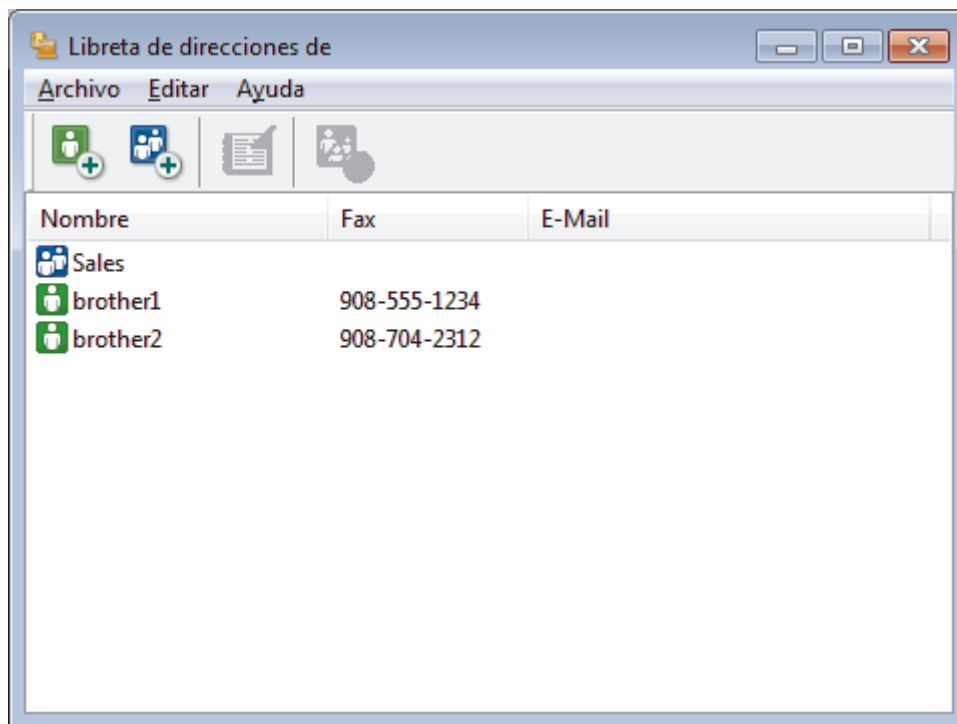 Libreta de direcciones de
Archivo Editar Ayuda
Nombre Fax E-Mail
Sales
brother1 908-555-1234
brother2 908-704-2312